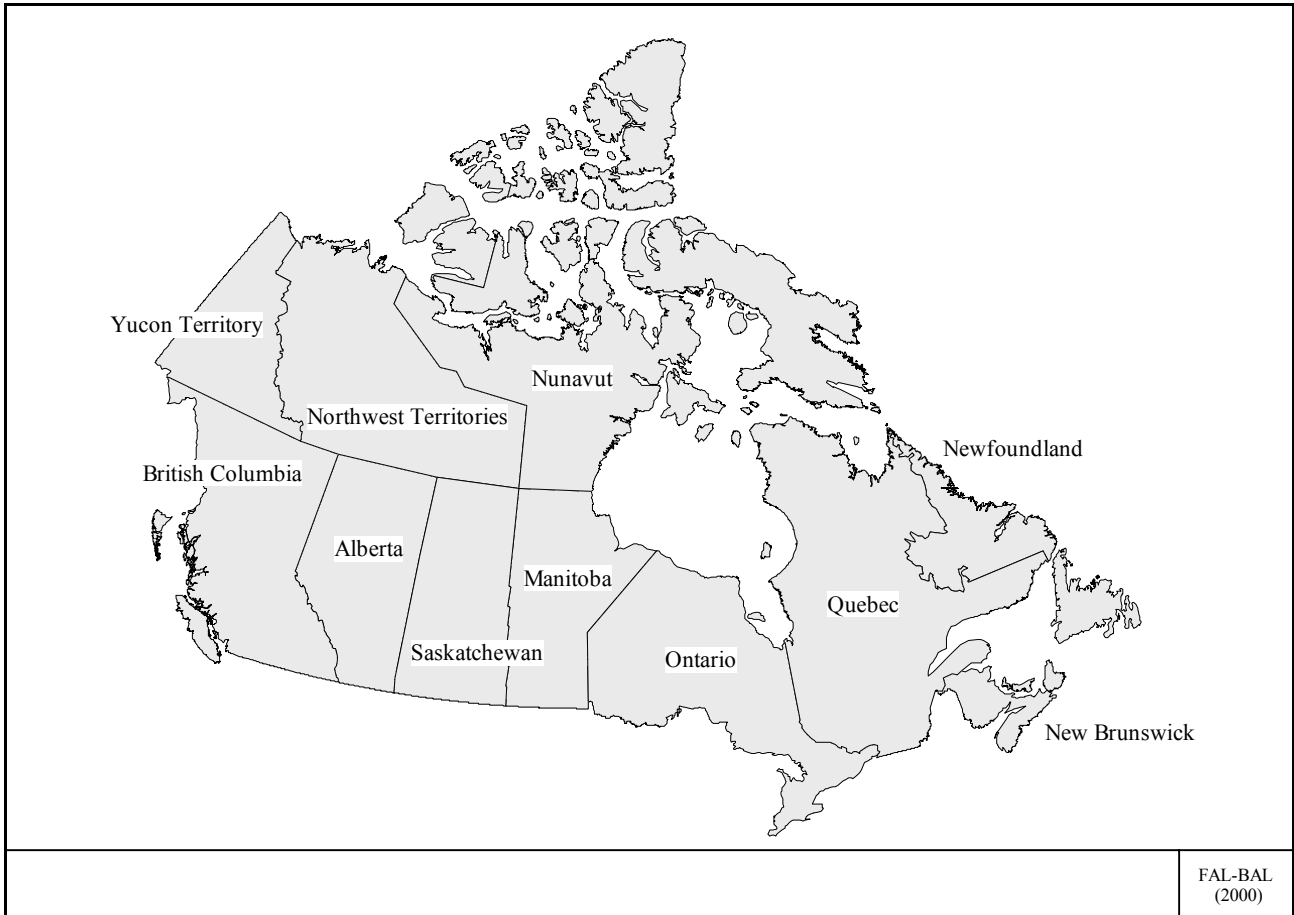 Yucon Territory
Nunavut
Northwest Territories
Newfoundland
British Columbia
Alberta
Manitoba
Quebec
Saskatchewan
Ontario
New Brunswick
FAL-BAL
(2000)